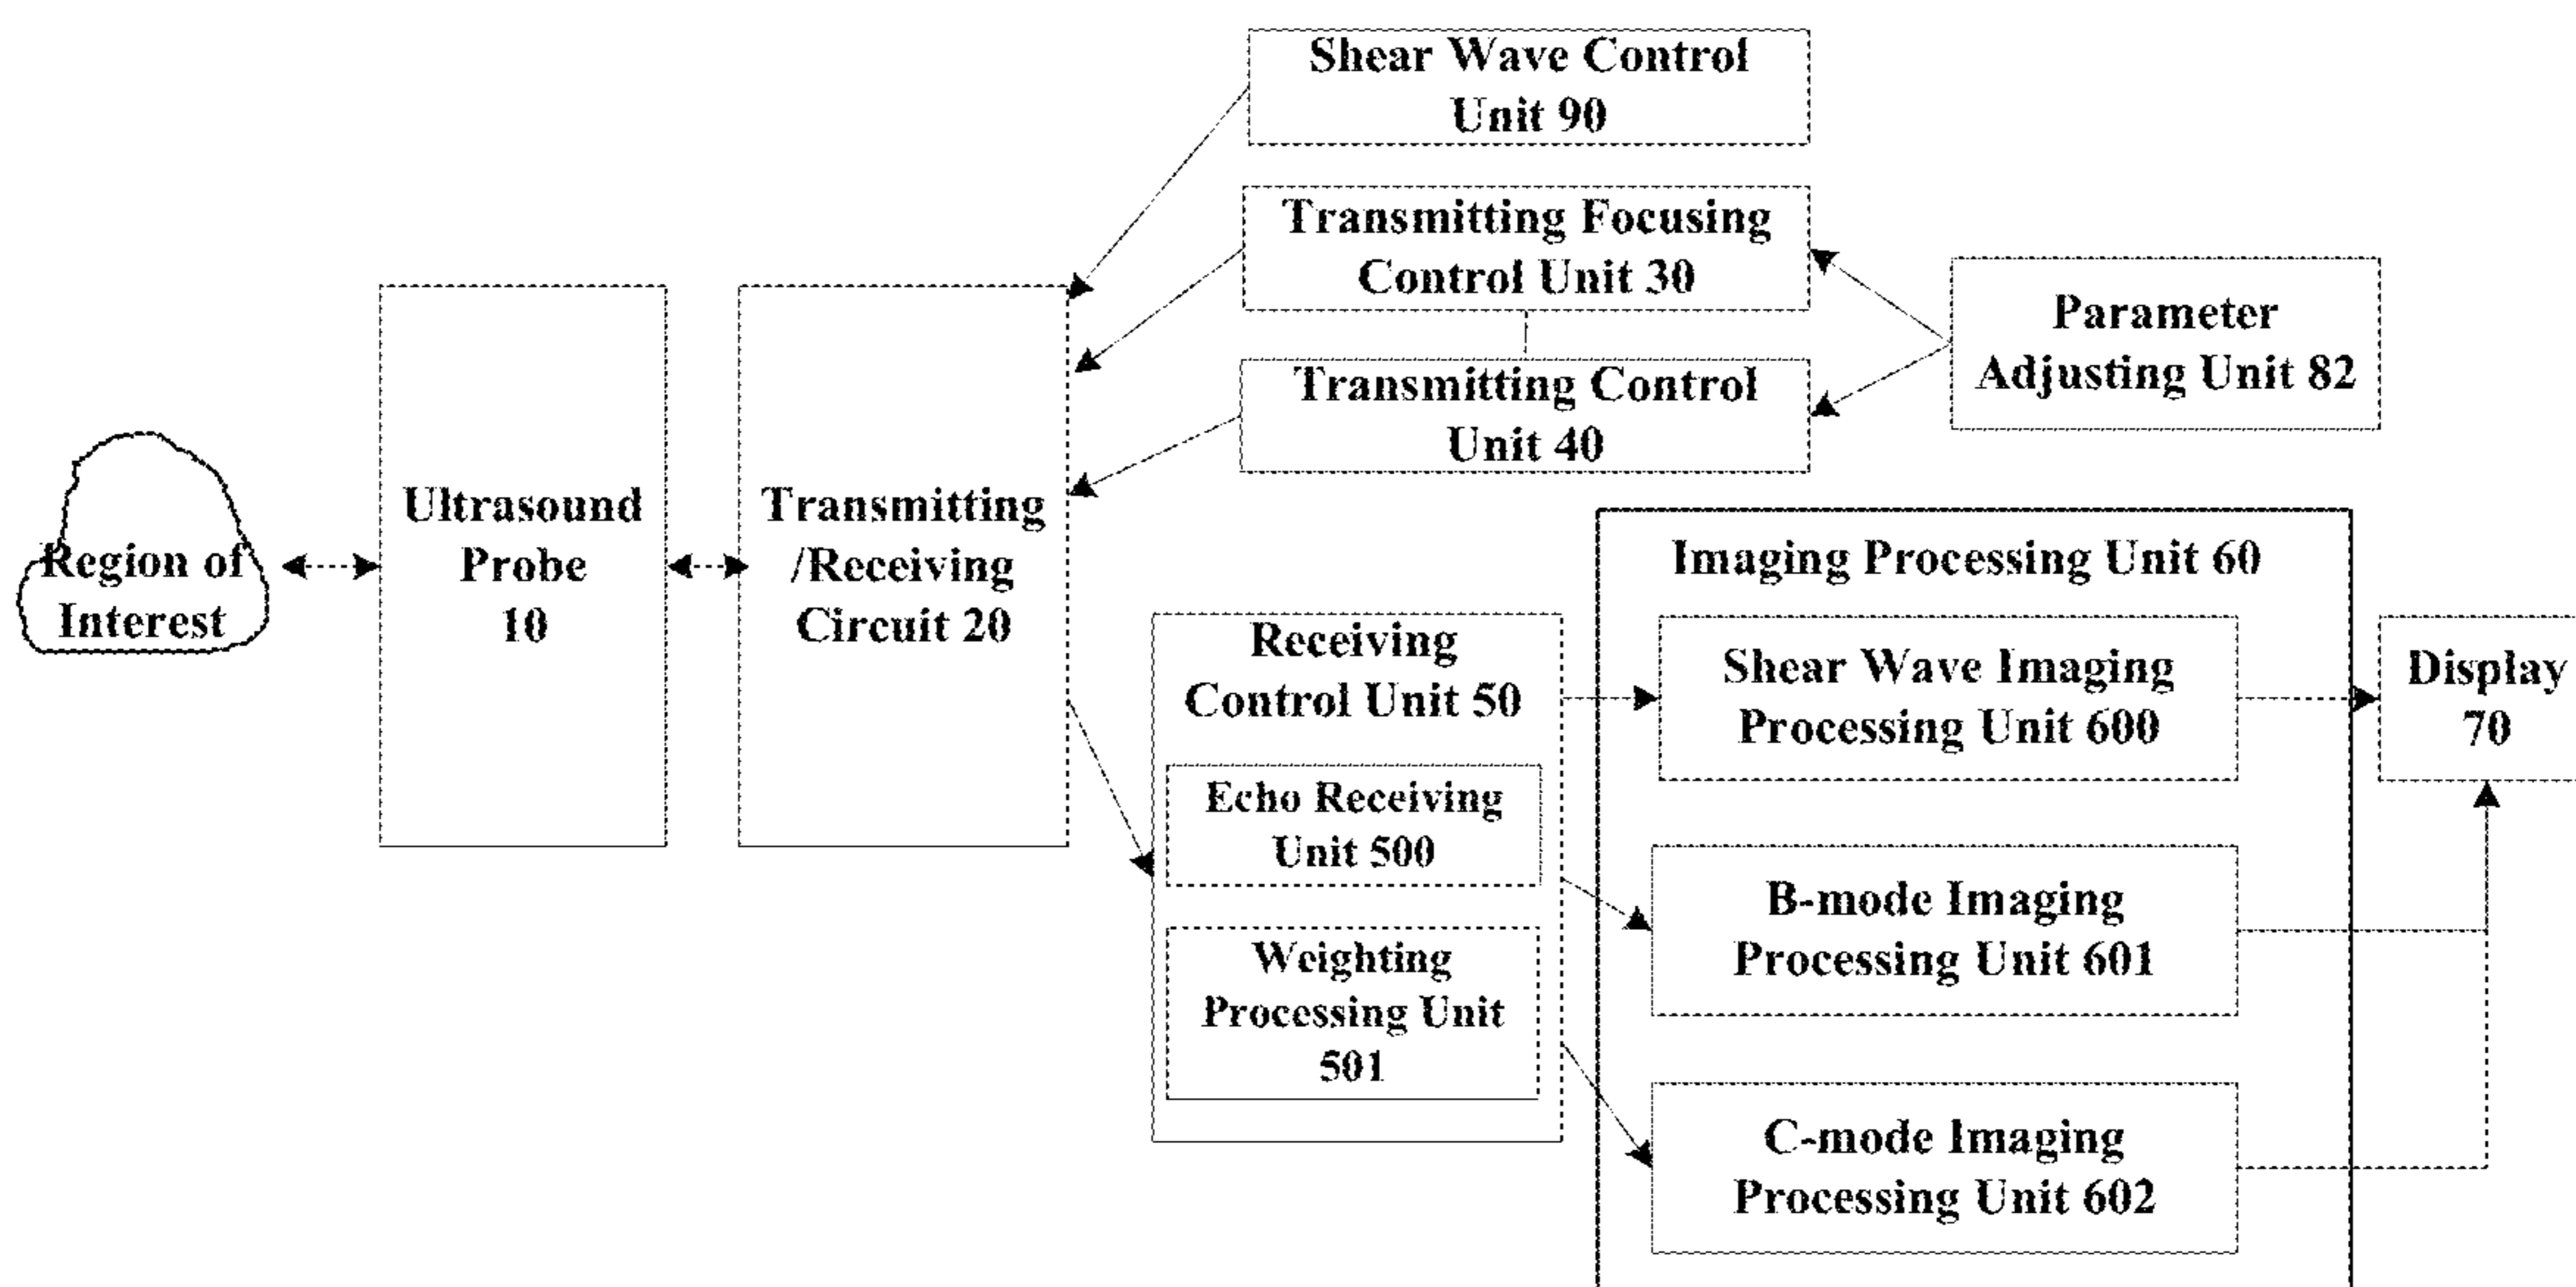 Shear Wave Control
Unit 90
Transmitting Focusing
Control Unit 30
Parameter
Adjusting Unit 82
Transmitting Control
Unit 40
Region of
Interest
Ultrasound
Probe
10
Transmitting
/Receiving
Circuit 20
Receiving
Control Unit 50
Echo Receiving
Unit 500
Weighting
Processing Unit
501
Imaging Processing Unit 60
Shear Wave Imaging
Processing Unit 600
B-mode Imaging
Processing Unit 601
C-mode Imaging
Processing Unit 602
Display
70